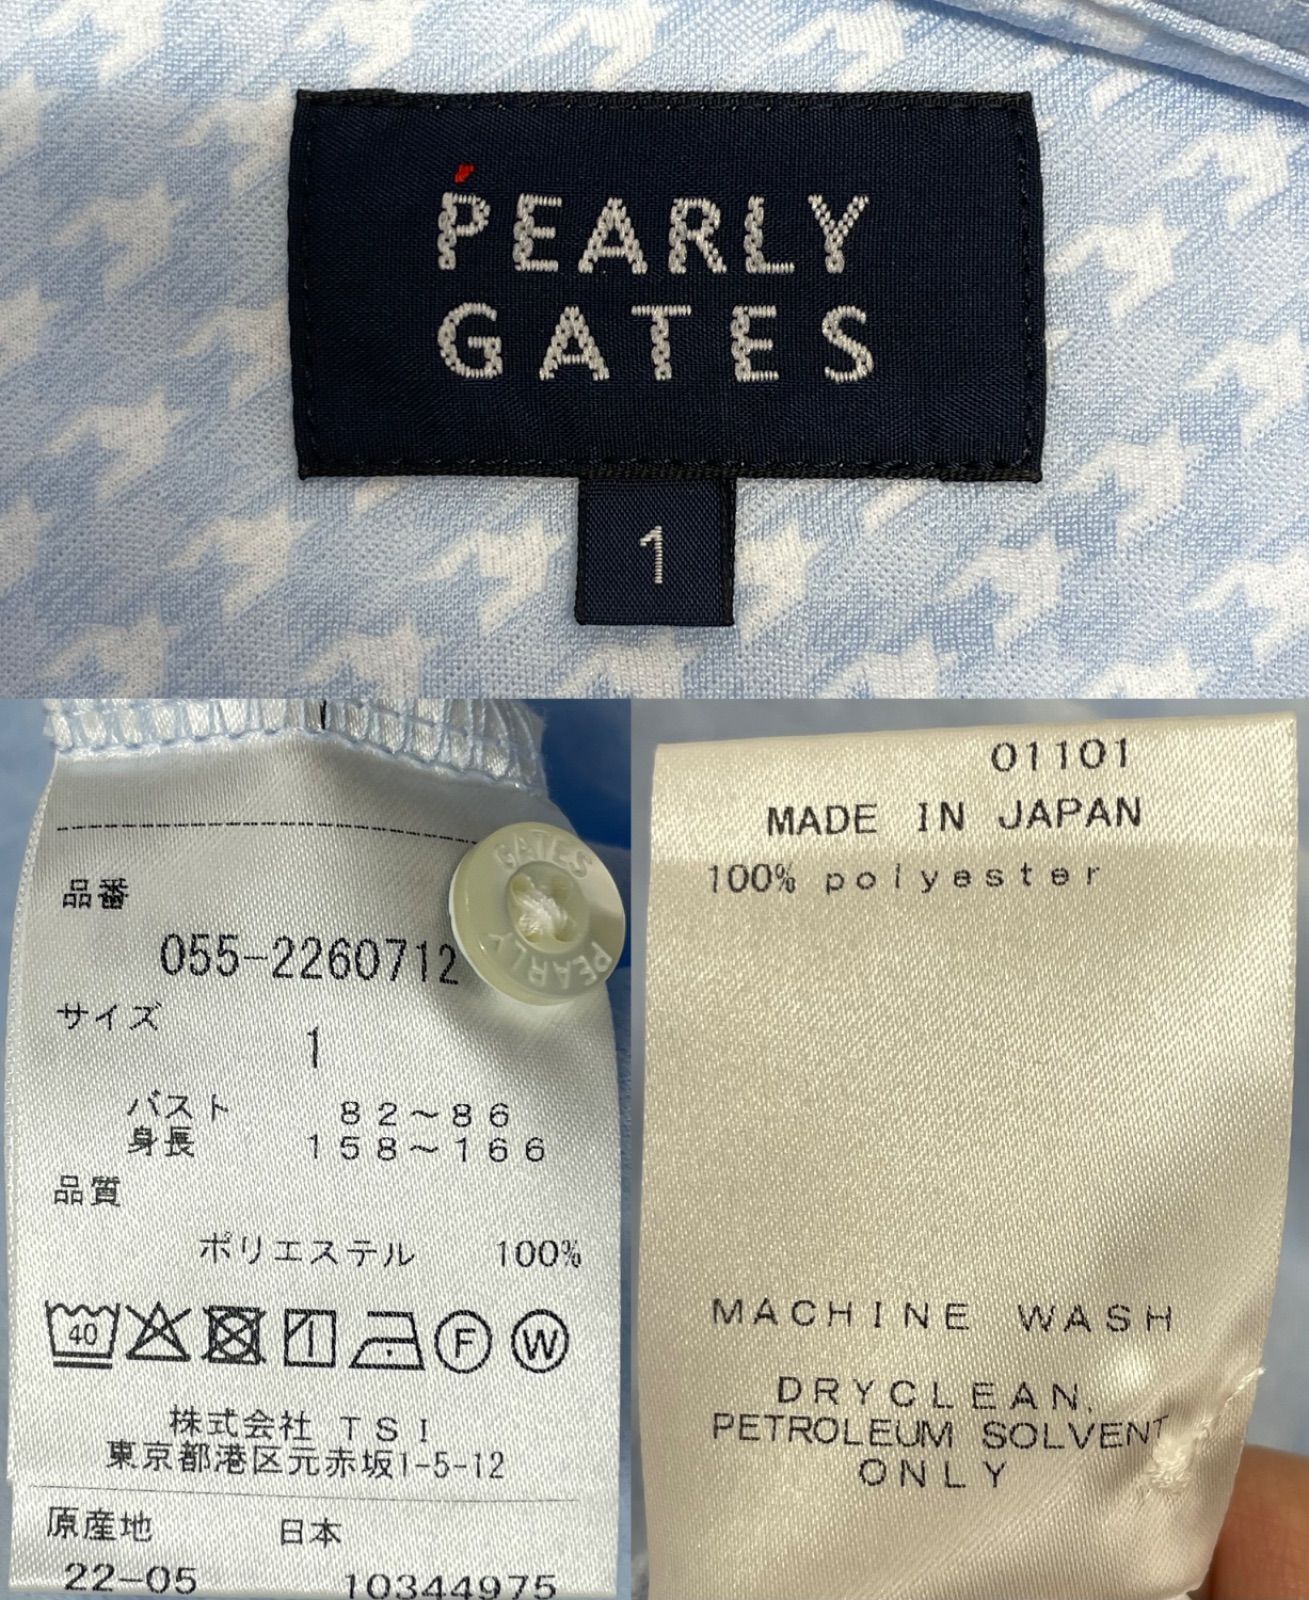 PEARLY
GATES
1
品番
055-2260712
サイズ
1
バスト 82~86
身長 158~166
品質
ポリエステル 100%
40 F W
株式会社 TSI
東京都港区元赤坂1-5-12
原産地 日本
22-05 10344975
GATES
PEARLY
01101
MADE IN JAPAN
100% polyester
MACHINE WASH
DRYCLEAN,
PETROLEUM SOLVENT
ONLY